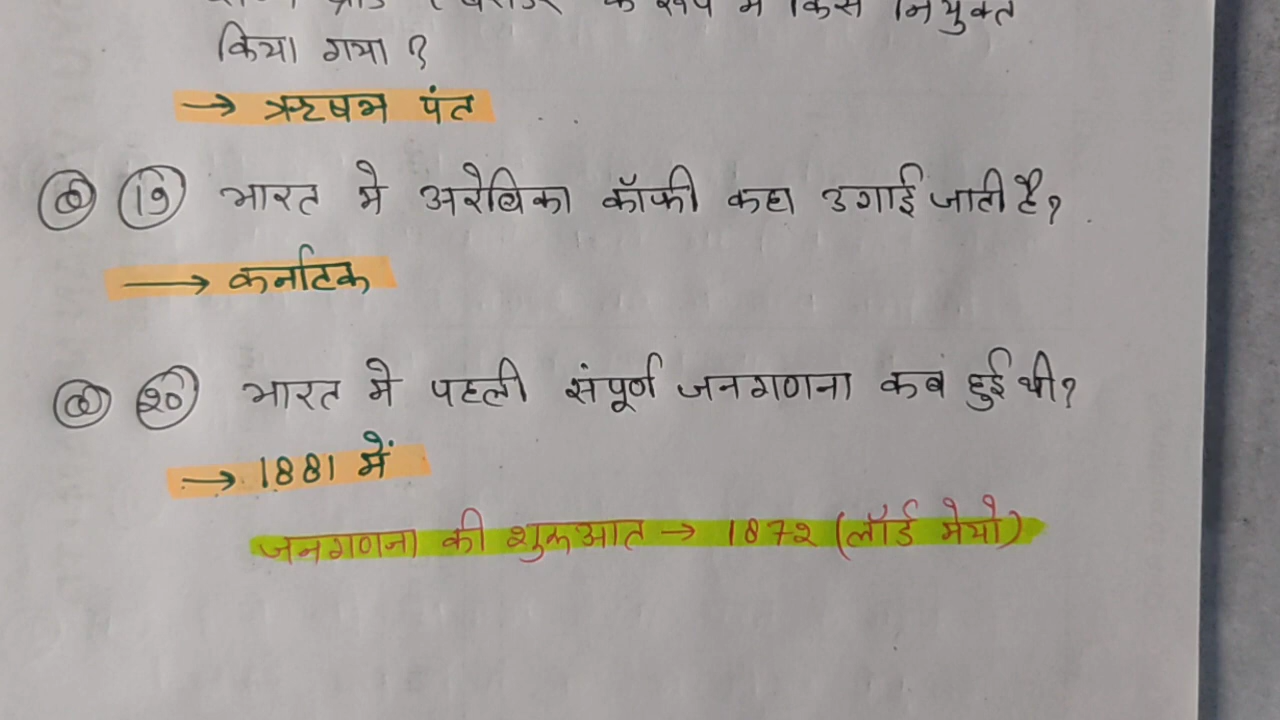 के रूप में किसे नियुक्त
किया गया ?
→ ऋषभ पंत
@ 19 भारत मे अरेबिका कॉफी कहा उगाई जाती है?
→ कर्नाटक
@ 20 भारत मे पहली संपूर्ण जनगणना कब हुई थी?
→ 1881 में
जनगणना की शुरुआत → 1872 (लॉर्ड मेयो)